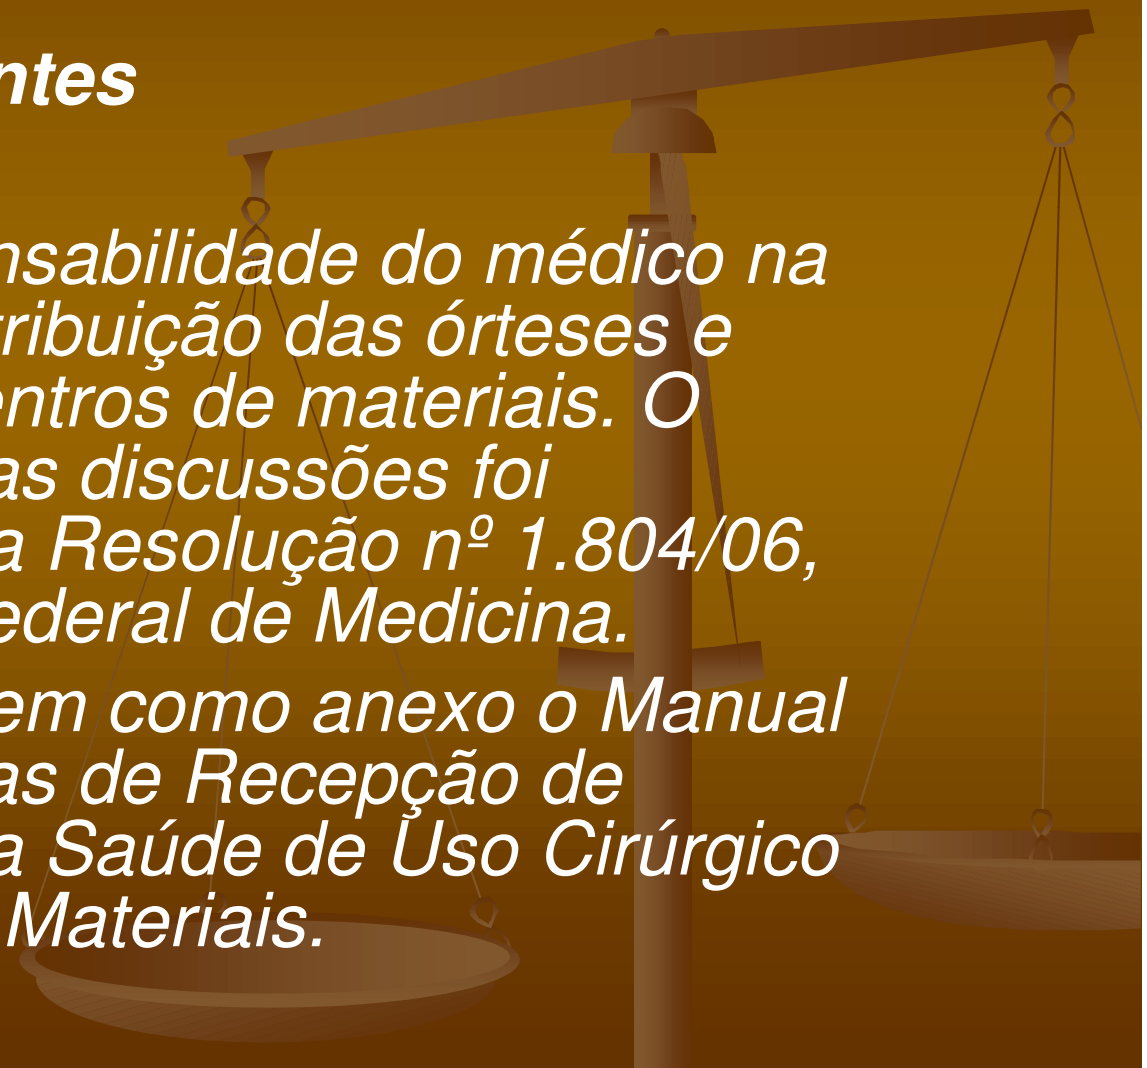 ntes
nsabilidade do médico na
tribuição das órteses e
entros de materiais. O
as discussões foi
a Resolução nº 1.804/06,
ederal de Medicina.
em como anexo o Manual
as de Recepção de
a Saúde de Uso Cirúrgico
Materiais.